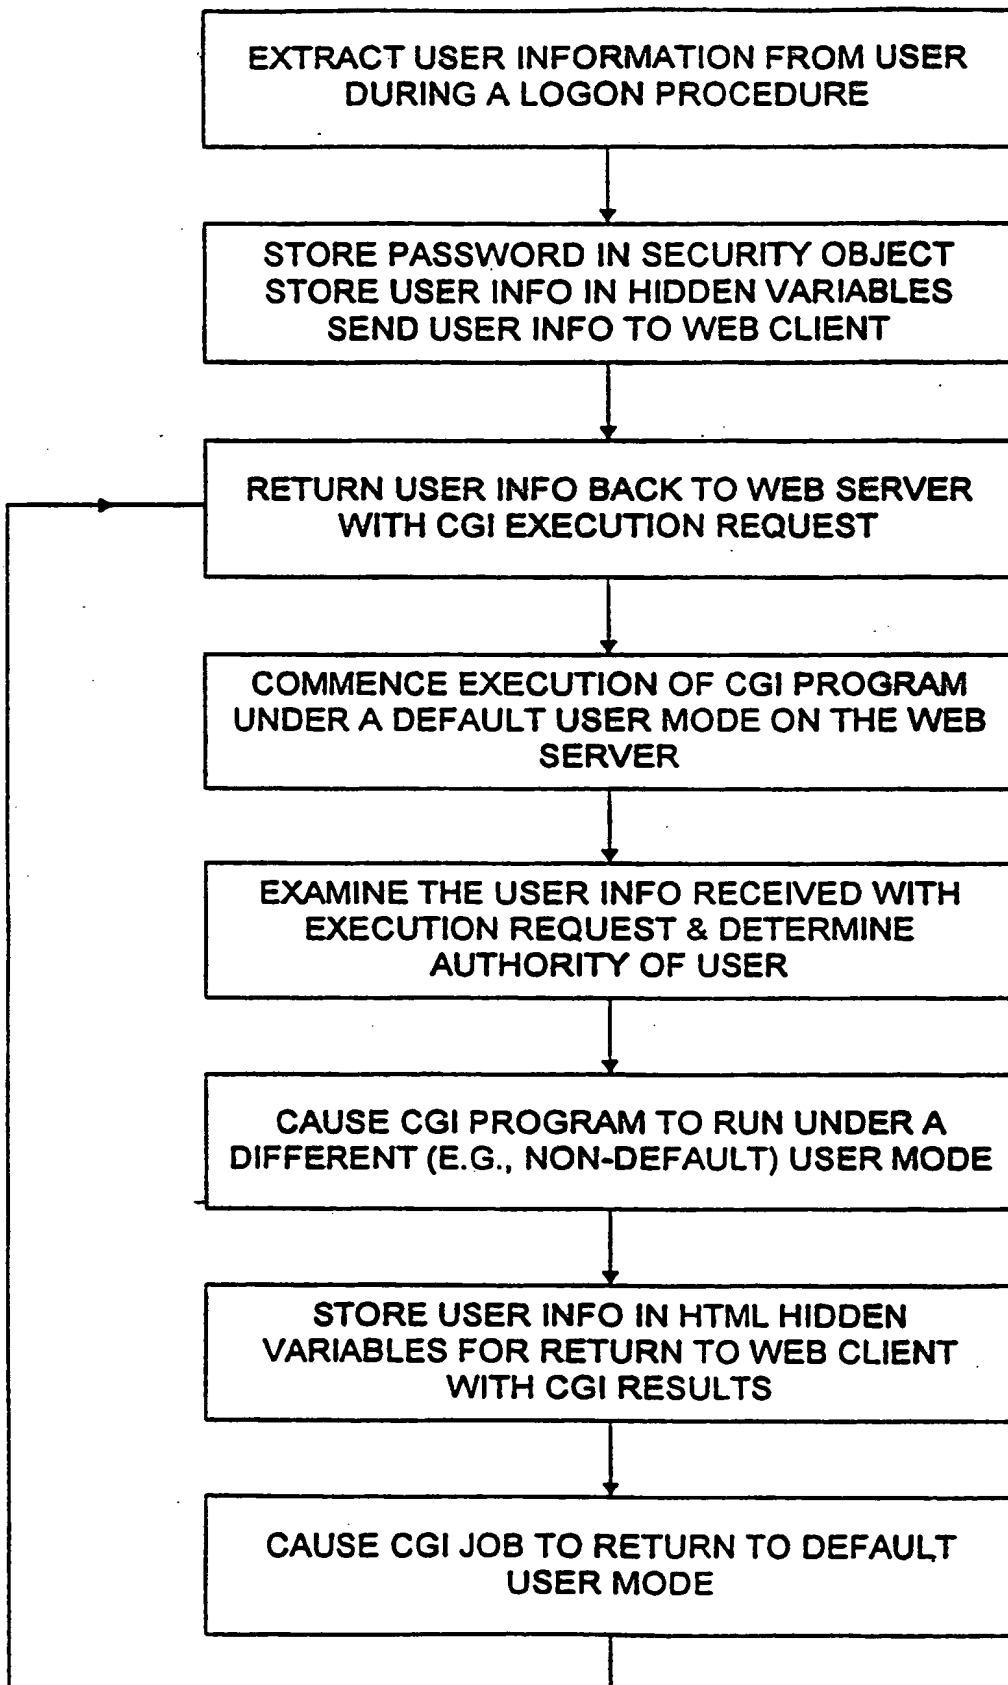 EXTRACT USER INFORMATION FROM USER
DURING A LOGON PROCEDURE
STORE PASSWORD IN SECURITY OBJECT
STORE USER INFO IN HIDDEN VARIABLES
SEND USER INFO TO WEB CLIENT
RETURN USER INFO BACK TO WEB SERVER
WITH CGI EXECUTION REQUEST
COMMENCE EXECUTION OF CGI PROGRAM
UNDER A DEFAULT USER MODE ON THE WEB
SERVER
EXAMINE THE USER INFO RECEIVED WITH
EXECUTION REQUEST & DETERMINE
AUTHORITY OF USER
CAUSE CGI PROGRAM TO RUN UNDER A
DIFFERENT (E.G., NON-DEFAULT) USER MODE
STORE USER INFO IN HTML HIDDEN
VARIABLES FOR RETURN TO WEB CLIENT
WITH CGI RESULTS
CAUSE CGI JOB TO RETURN TO DEFAULT
USER MODE